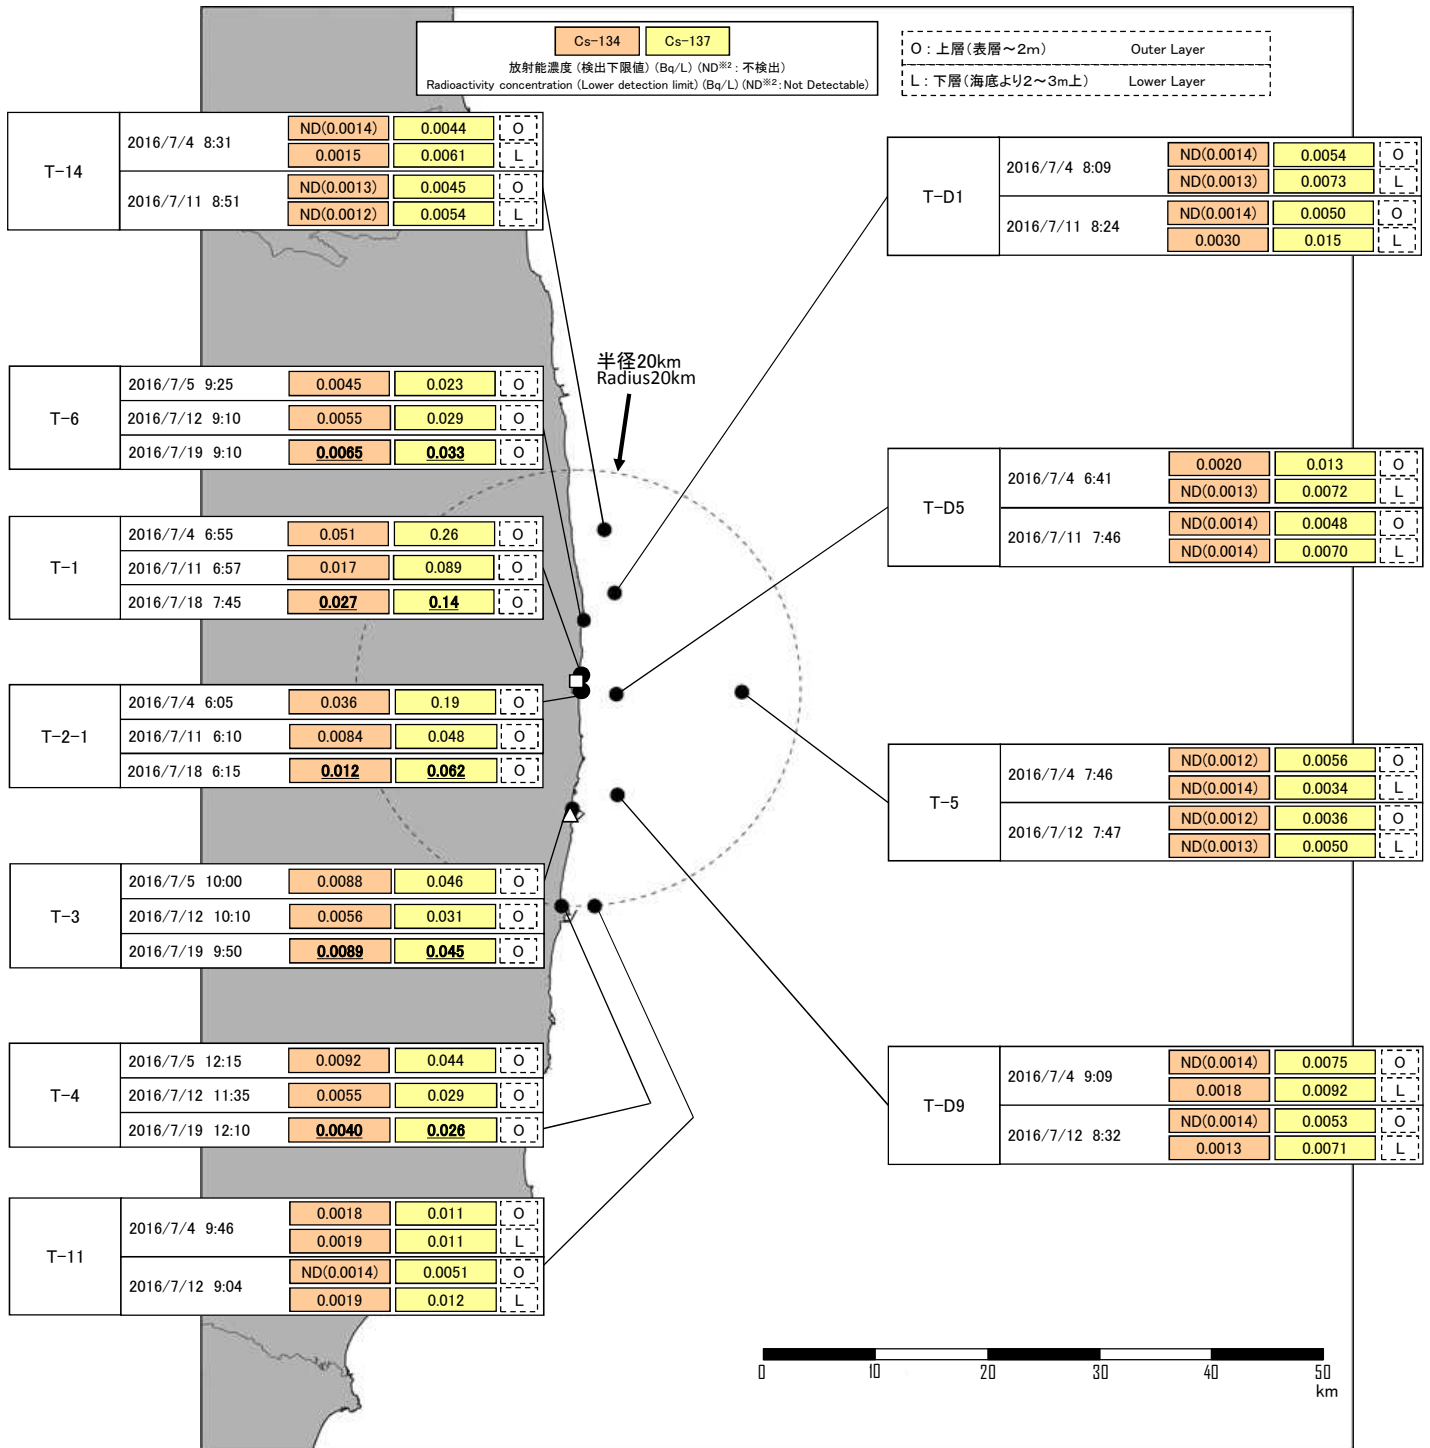 Cs-134 Cs-137
放射能濃度(検出下限値)(Bq/L)(ND※2:不検出)
Radioactivity concentration (Lower detection limit) (Bq/L) (ND※2:Not Detectable)
O:上層(表層～2m) Outer Layer
L:下層(海底より2～3m上) Lower Layer
T-14
2016/7/4 8:31
ND(0.0014) 0.0044 O
0.0015 0.0061 L
2016/7/11 8:51
ND(0.0013) 0.0045 O
ND(0.0012) 0.0054 L
T-6
2016/7/5 9:25 0.0045 0.023 O
2016/7/12 9:10 0.0055 0.029 O
2016/7/19 9:10 0.0065 0.033 O
T-1
2016/7/4 6:55 0.051 0.26 O
2016/7/11 6:57 0.017 0.089 O
2016/7/18 7:45 0.027 0.14 O
T-2-1
2016/7/4 6:05 0.036 0.19 O
2016/7/11 6:10 0.0084 0.048 O
2016/7/18 6:15 0.012 0.062 O
T-3
2016/7/5 10:00 0.0088 0.046 O
2016/7/12 10:10 0.0056 0.031 O
2016/7/19 9:50 0.0089 0.045 O
T-4
2016/7/5 12:15 0.0092 0.044 O
2016/7/12 11:35 0.0055 0.029 O
2016/7/19 12:10 0.0040 0.026 O
T-11
2016/7/4 9:46
0.0018 0.011 O
0.0019 0.011 L
2016/7/12 9:04
ND(0.0014) 0.0051 O
0.0019 0.012 L
半径20km
Radius20km
T-D1
2016/7/4 8:09
ND(0.0014) 0.0054 O
ND(0.0013) 0.0073 L
2016/7/11 8:24
ND(0.0014) 0.0050 O
0.0030 0.015 L
T-D5
2016/7/4 6:41
0.0020 0.013 O
ND(0.0013) 0.0072 L
2016/7/11 7:46
ND(0.0014) 0.0048 O
ND(0.0014) 0.0070 L
T-5
2016/7/4 7:46
ND(0.0012) 0.0056 O
ND(0.0014) 0.0034 L
2016/7/12 7:47
ND(0.0012) 0.0036 O
ND(0.0013) 0.0050 L
T-D9
2016/7/4 9:09
ND(0.0014) 0.0075 O
0.0018 0.0092 L
2016/7/12 8:32
ND(0.0014) 0.0053 O
0.0013 0.0071 L
0 10 20 30 40 50
km